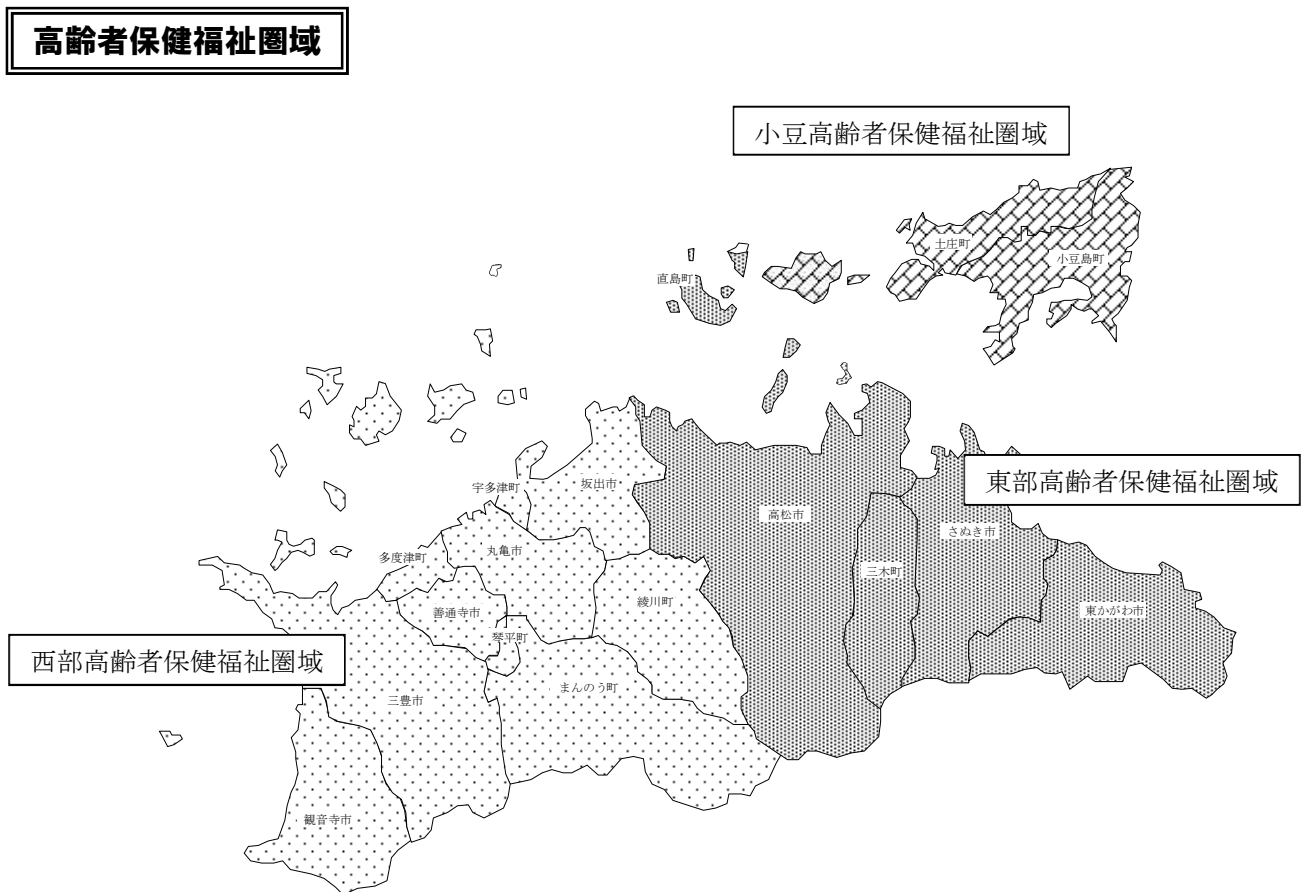 高齢者保健福祉圏域
小豆高齢者保健福祉圏域
土庄町
小豆島町
直島町
東部高齢者保健福祉圏域
宇多津町
坂出市
高松市
さぬき市
多度津町
丸亀市
三木町
善通寺市
綾川町
東かがわ市
琴平町
西部高齢者保健福祉圏域
まんのう町
三豊市
観音寺市